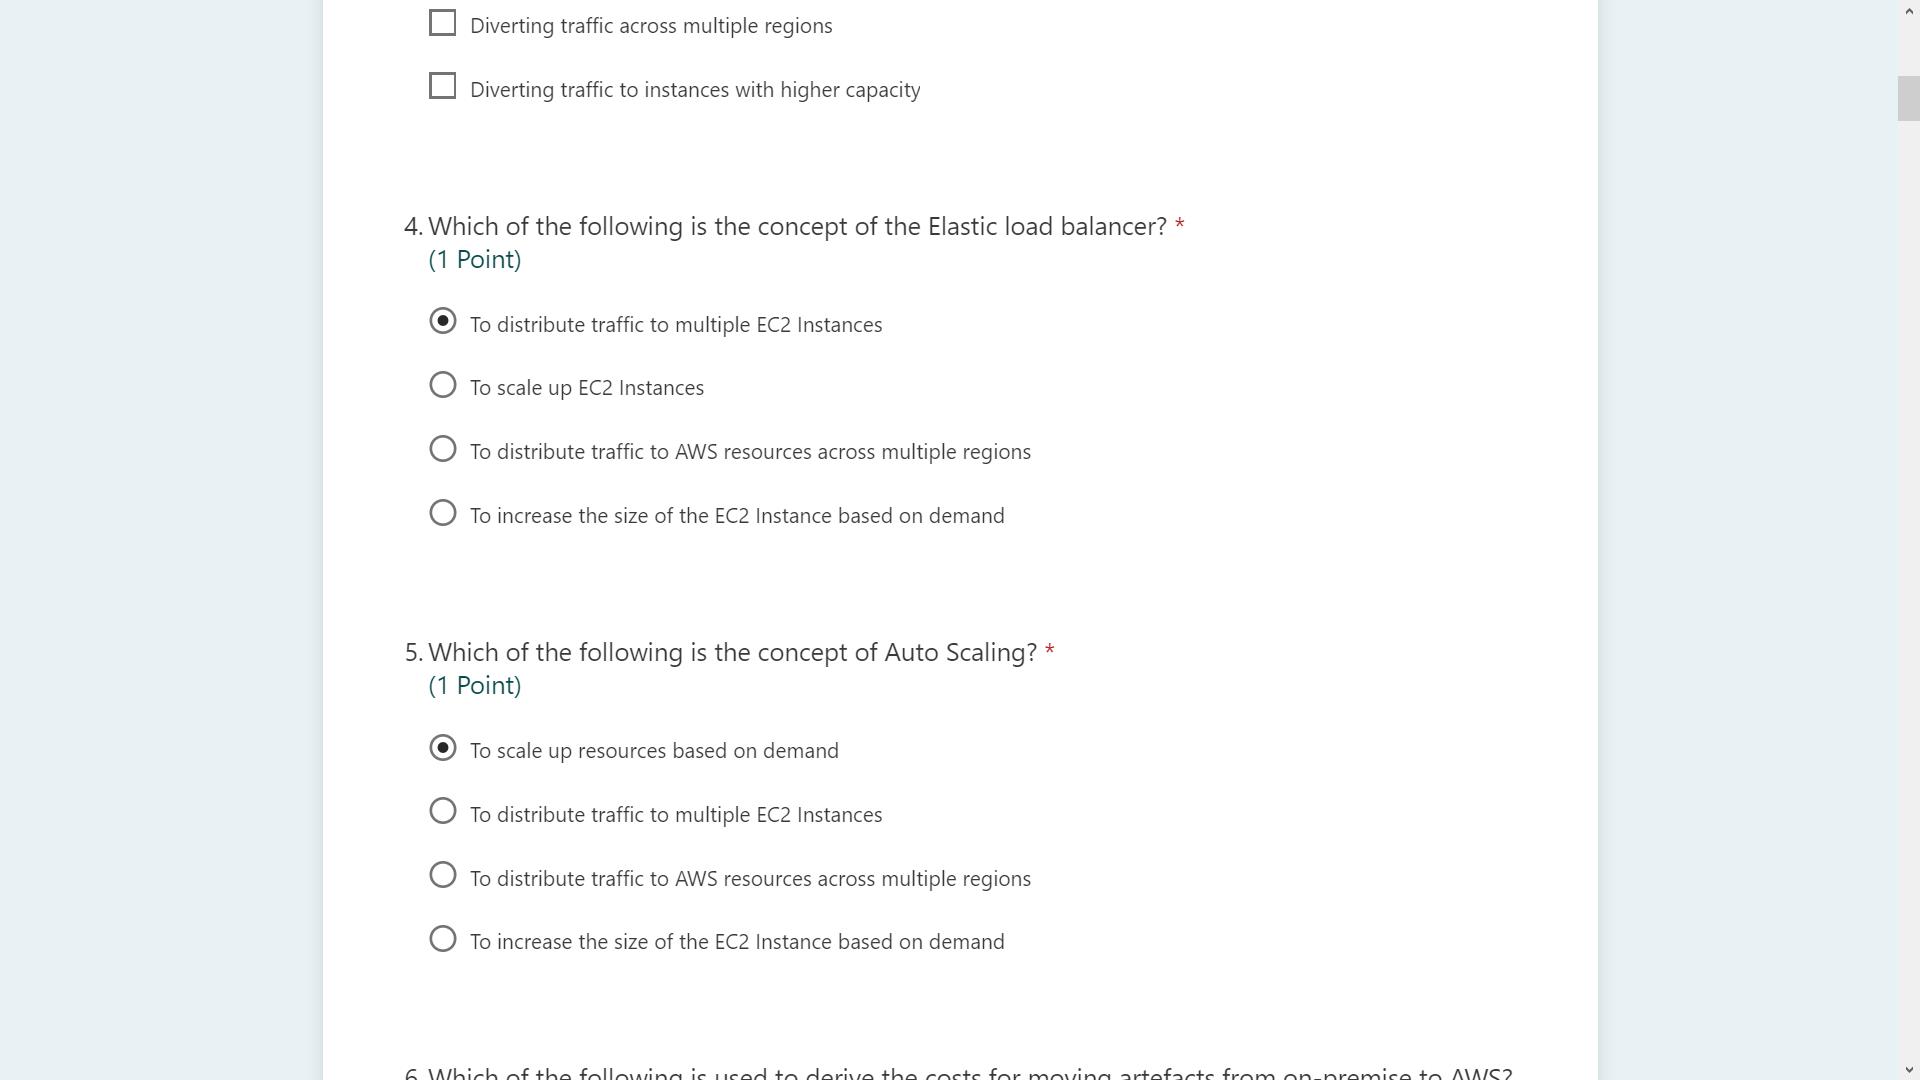 Diverting traffic across multiple regions
Diverting traffic to instances with higher capacity
4. Which of the following is the concept of the Elastic load balancer? *
(1 Point)
To distribute traffic to multiple EC2 Instances
To scale up EC2 Instances
To distribute traffic to AWS resources across multiple regions
To increase the size of the EC2 Instance based on demand
5. Which of the following is the concept of Auto Scaling? *
(1 Point)
To scale up resources based on demand
To distribute traffic to multiple EC2 Instances
To distribute traffic to AWS resources across multiple regions
To increase the size of the EC2 Instance based on demand
6. Which of the following is used to derive the costs for moving artefacts from on-premise to AWS?